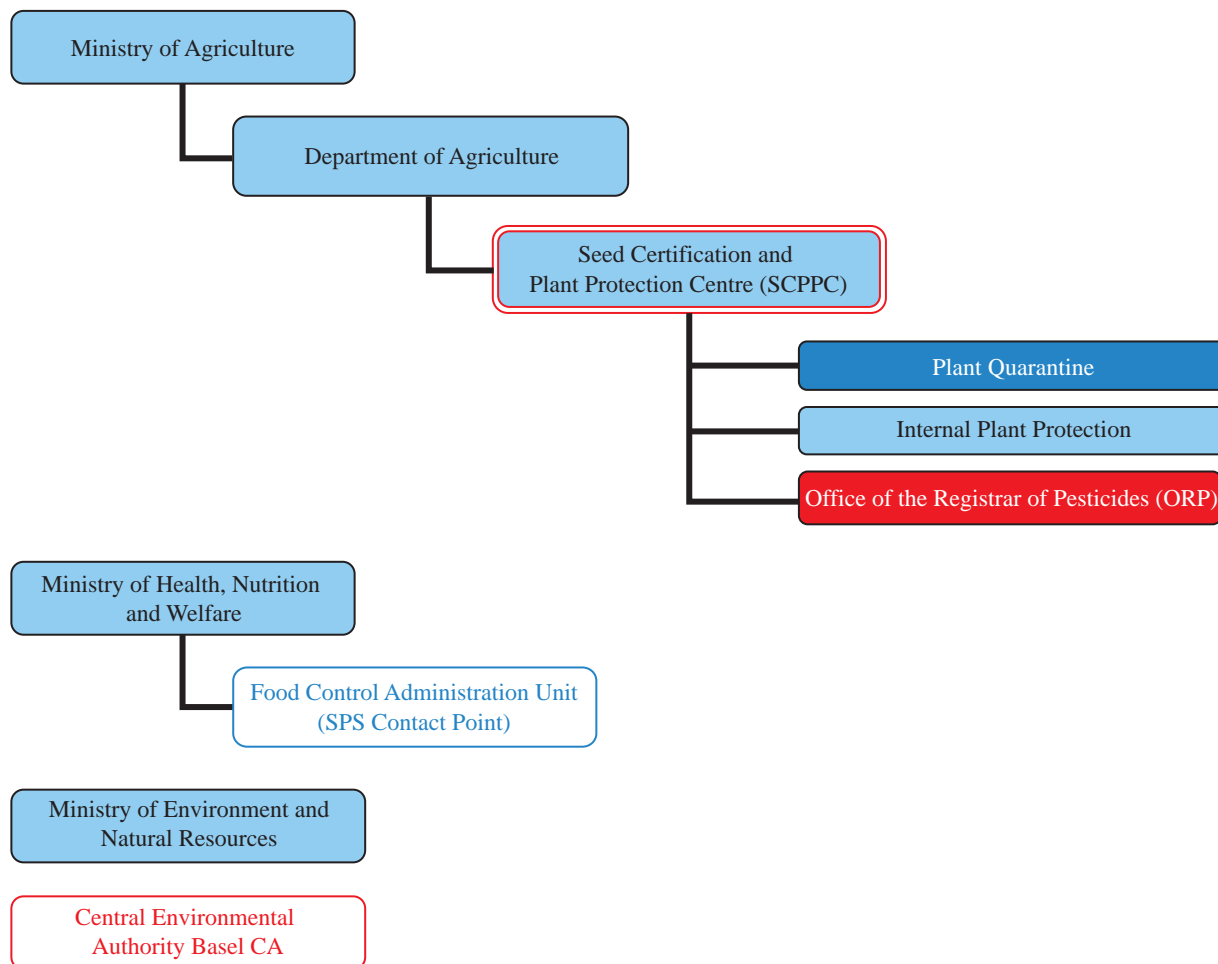 Ministry of Agriculture
Department of Agriculture
Seed Certification and
Plant Protection Centre (SCPPC)
Plant Quarantine
Internal Plant Protection
Office of the Registrar of Pesticides (ORP)
Ministry of Health, Nutrition
and Welfare
Food Control Administration Unit
(SPS Contact Point)
Ministry of Environment and
Natural Resources
Central Environmental
Authority Basel CA